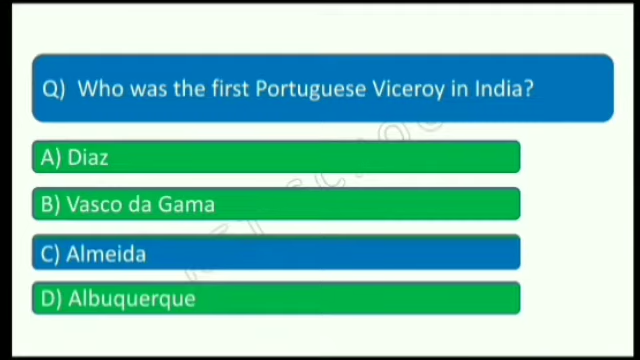 Q) Who was the first Portuguese Viceroy in India?
A) Diaz
B) Vasco da Gama
C) Almeida
D) Albuquerque